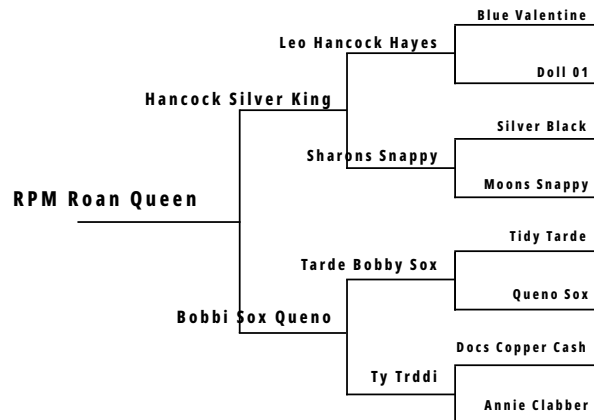 Blue Valentine
Leo Hancock Hayes
Doll 01
Hancock Silver King
Silver Black
Sharons Snappy
Moons Snappy
RPM Roan Queen
Tidy Tarde
Tarde Bobby Sox
Queno Sox
Bobbi Sox Queno
Docs Copper Cash
Ty Trddi
Annie Clabber